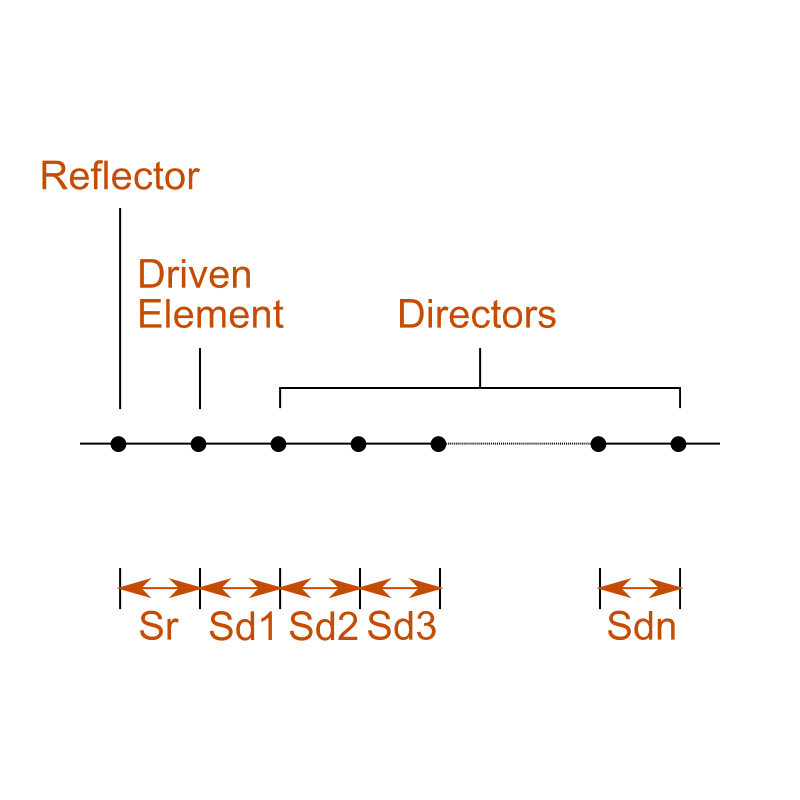 Reflector
Driven
Element
Directors
Sr
Sd1
Sd2
Sd3
Sdn